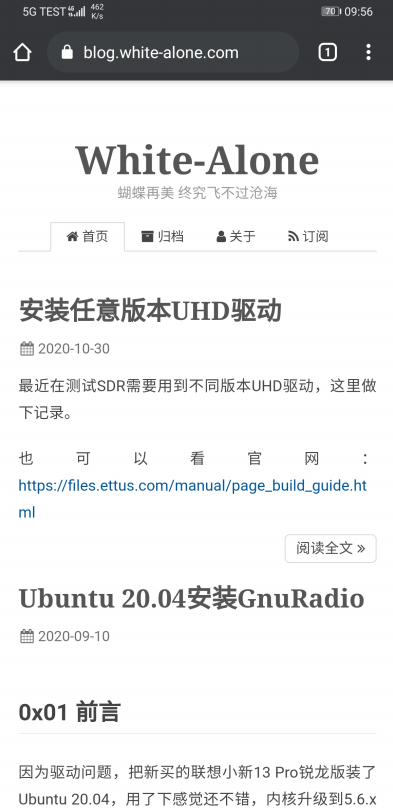 5G TEST 4G 462 K/s 70 09:56
blog.white-alone.com 1
White-Alone
蝴蝶再美 终究飞不过沧海
首页 归档 关于 订阅
安装任意版本UHD驱动
2020-10-30
最近在测试SDR需要用到不同版本UHD驱动，这里做
下记录。
也可以看官网：
https://files.ettus.com/manual/page_build_guide.ht
ml
阅读全文 »
Ubuntu 20.04安装GnuRadio
2020-09-10
0x01 前言
因为驱动问题，把新买的联想小新13 Pro锐龙版装了
Ubuntu 20.04，用了下感觉还不错，内核升级到5.6.x